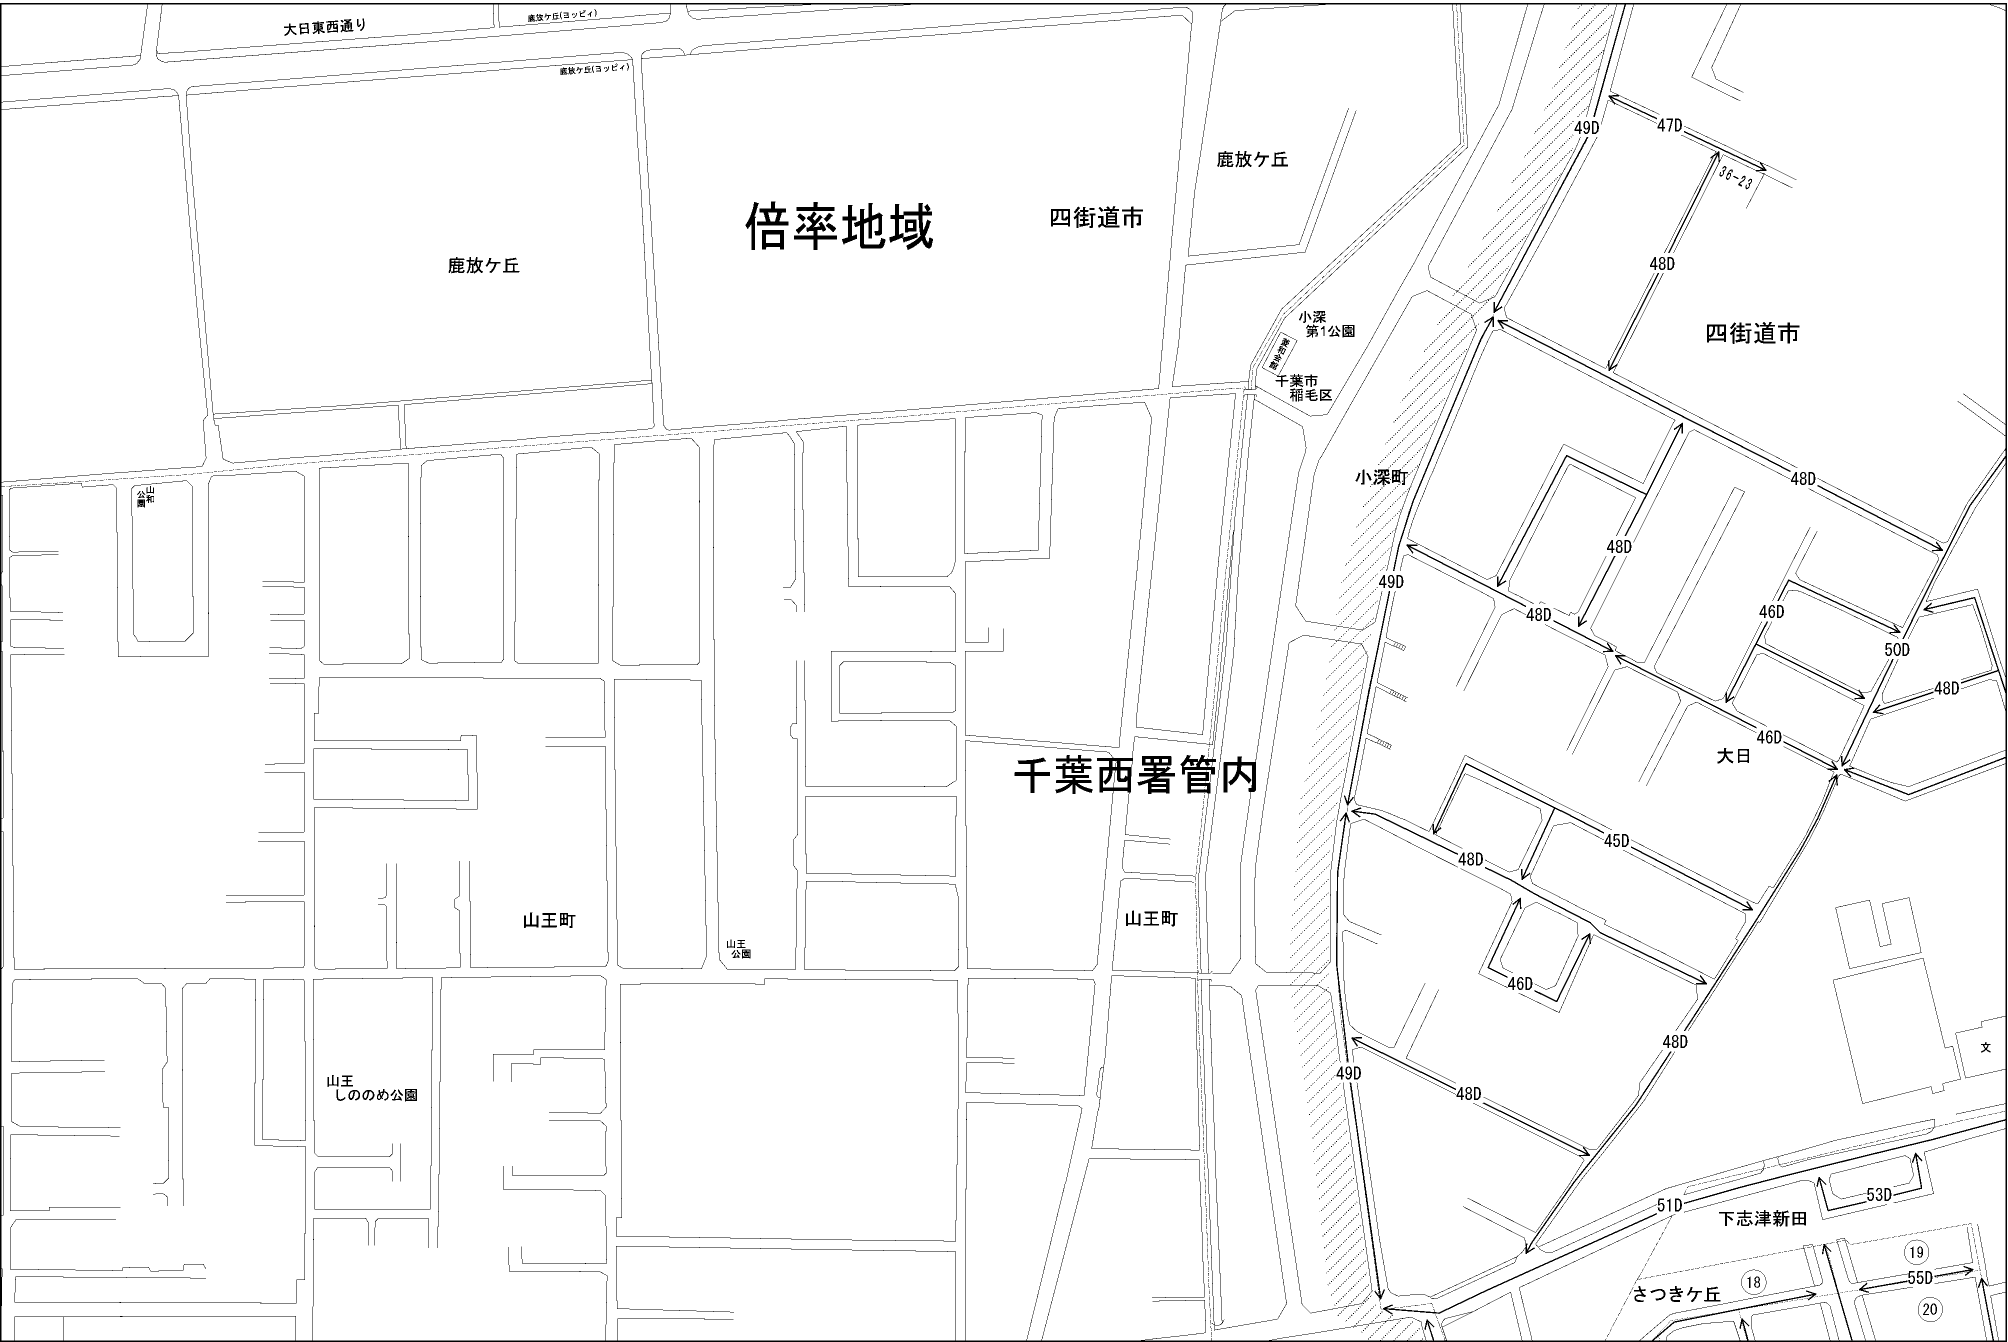 大日東西通り
鹿放ケ丘(ヨッピィ)
鹿放ケ丘(ヨッピィ)
49D
47D
鹿放ケ丘
36-23
倍率地域
四街道市
鹿放ケ丘
48D
小深
第1公園
四街道市
菱和会館
千葉市
稲毛区
小深町
48D
山和
公園
48D
49D
48D
46D
50D
48D
46D
大日
千葉西署管内
45D
48D
山王町
山王町
山王
公園
46D
48D
文
49D
山王
しののめ公園
48D
53D
51D
下志津新田
19
18
55D
さつきケ丘
20